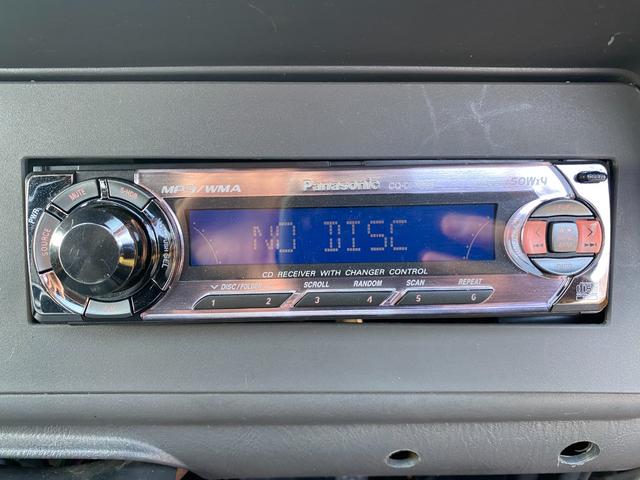 MUTE
S·HDB
PWR
SOURCE
MP3/WMA
Panasonic
50Wx4
NO DISC
CD RECEIVER WITH CHANGER CONTROL
DISC/FOLDER SCROLL RANDOM SCAN REPEAT
1 2 3 4 5 6